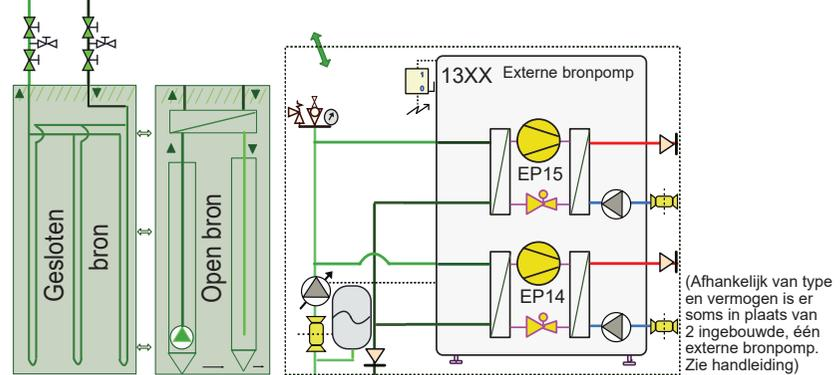 13XX Externe bronpomp
1
0
EP15
EP14
Gesloten
bron
Open bron
(Afhankelijk van type
en vermogen is er
soms in plaats van
2 ingebouwde, één
externe bronpomp.
Zie handleiding)